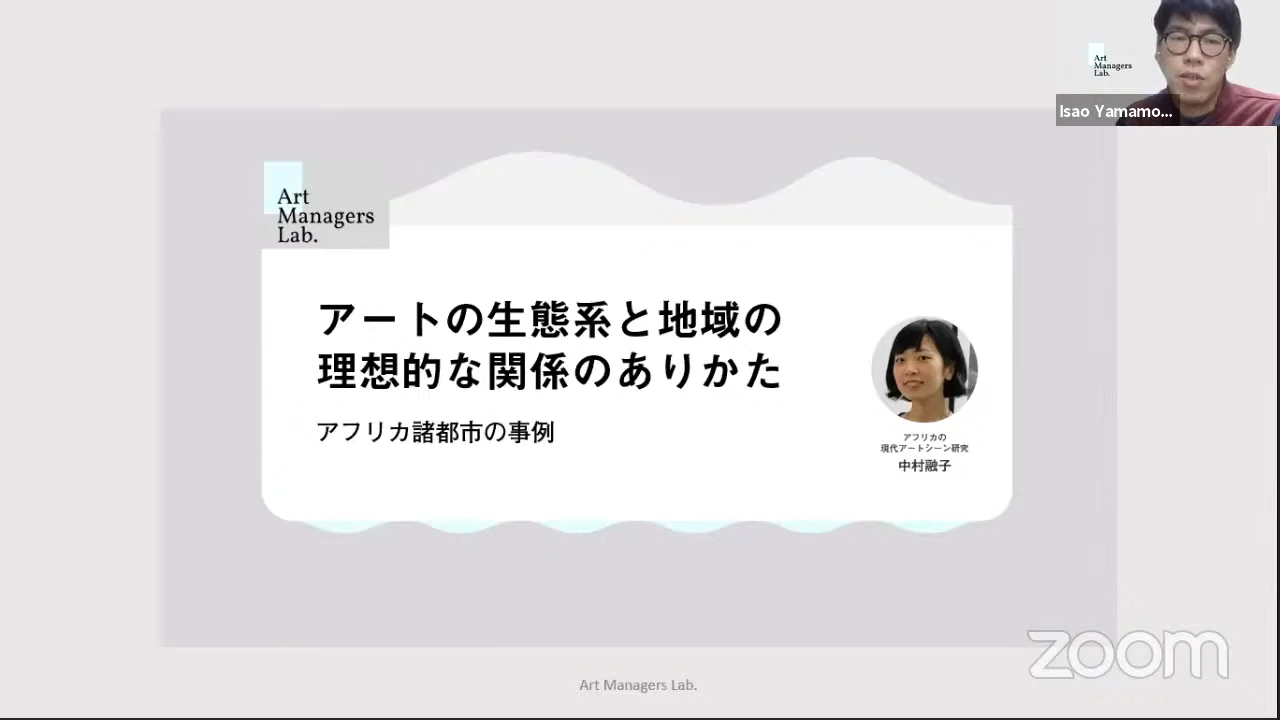 Art
Managers
Lab.
Isao Yamamo...
Art
Managers
Lab.
アートの生態系と地域の
理想的な関係のありかた
アフリカ諸都市の事例
アフリカの
現代アートシーン研究
中村融子
zoom
Art Managers Lab.